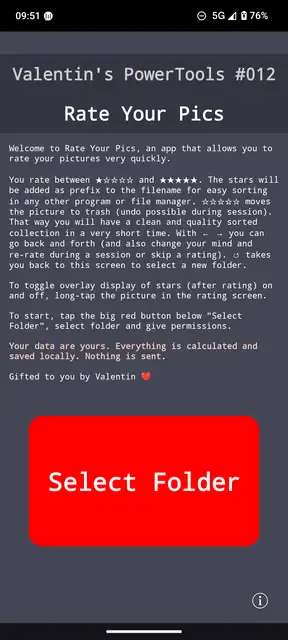 09:51
5G 76%
Valentin's PowerTools #012
Rate Your Pics
Welcome to Rate Your Pics, an app that allows you to
rate your pictures very quickly.
You rate between ★☆☆☆☆ and ★★★★★. The stars will
be added as prefix to the filename for easy sorting
in any other program or file manager. ☆☆☆☆☆ moves
the picture to trash (undo possible during session).
That way you will have a clean and quality sorted
collection in a very short time. With ← → you can
go back and forth (and also change your mind and
re-rate during a session or skip a rating). ↺ takes
you back to this screen to select a new folder.
To toggle overlay display of stars (after rating) on
and off, long-tap the picture in the rating screen.
To start, tap the big red button below "Select
Folder", select folder and give permissions.
Your data are yours. Everything is calculated and
saved locally. Nothing is sent.
Gifted to you by Valentin ❤
Select Folder